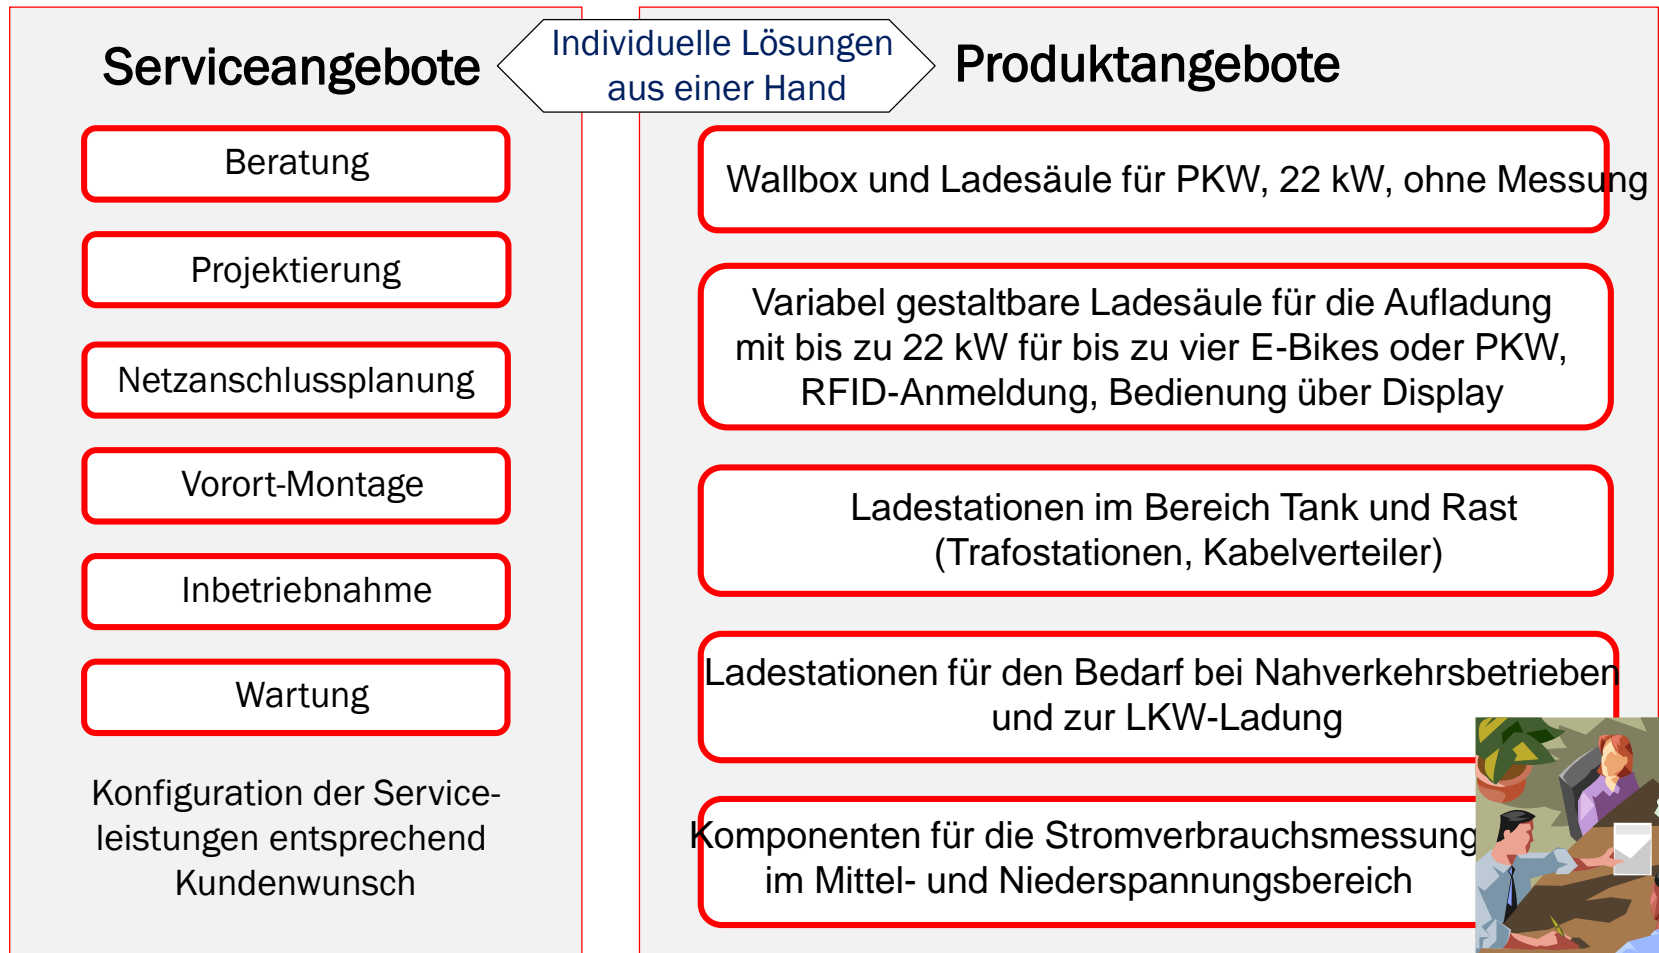 Serviceangebote
Individuelle Lösungen
aus einer Hand
Produktangebote
Beratung
Projektierung
Netzanschlussplanung
Vorort-Montage
Inbetriebnahme
Wartung
Konfiguration der Service-
leistungen entsprechend
Kundenwunsch
Wallbox und Ladesäule für PKW, 22 kW, ohne Messung
Variabel gestaltbare Ladesäule für die Aufladung
mit bis zu 22 kW für bis zu vier E-Bikes oder PKW,
RFID-Anmeldung, Bedienung über Display
Ladestationen im Bereich Tank und Rast
(Trafostationen, Kabelverteiler)
Ladestationen für den Bedarf bei Nahverkehrsbetrieben
und zur LKW-Ladung
Komponenten für die Stromverbrauchsmessung
im Mittel- und Niederspannungsbereich